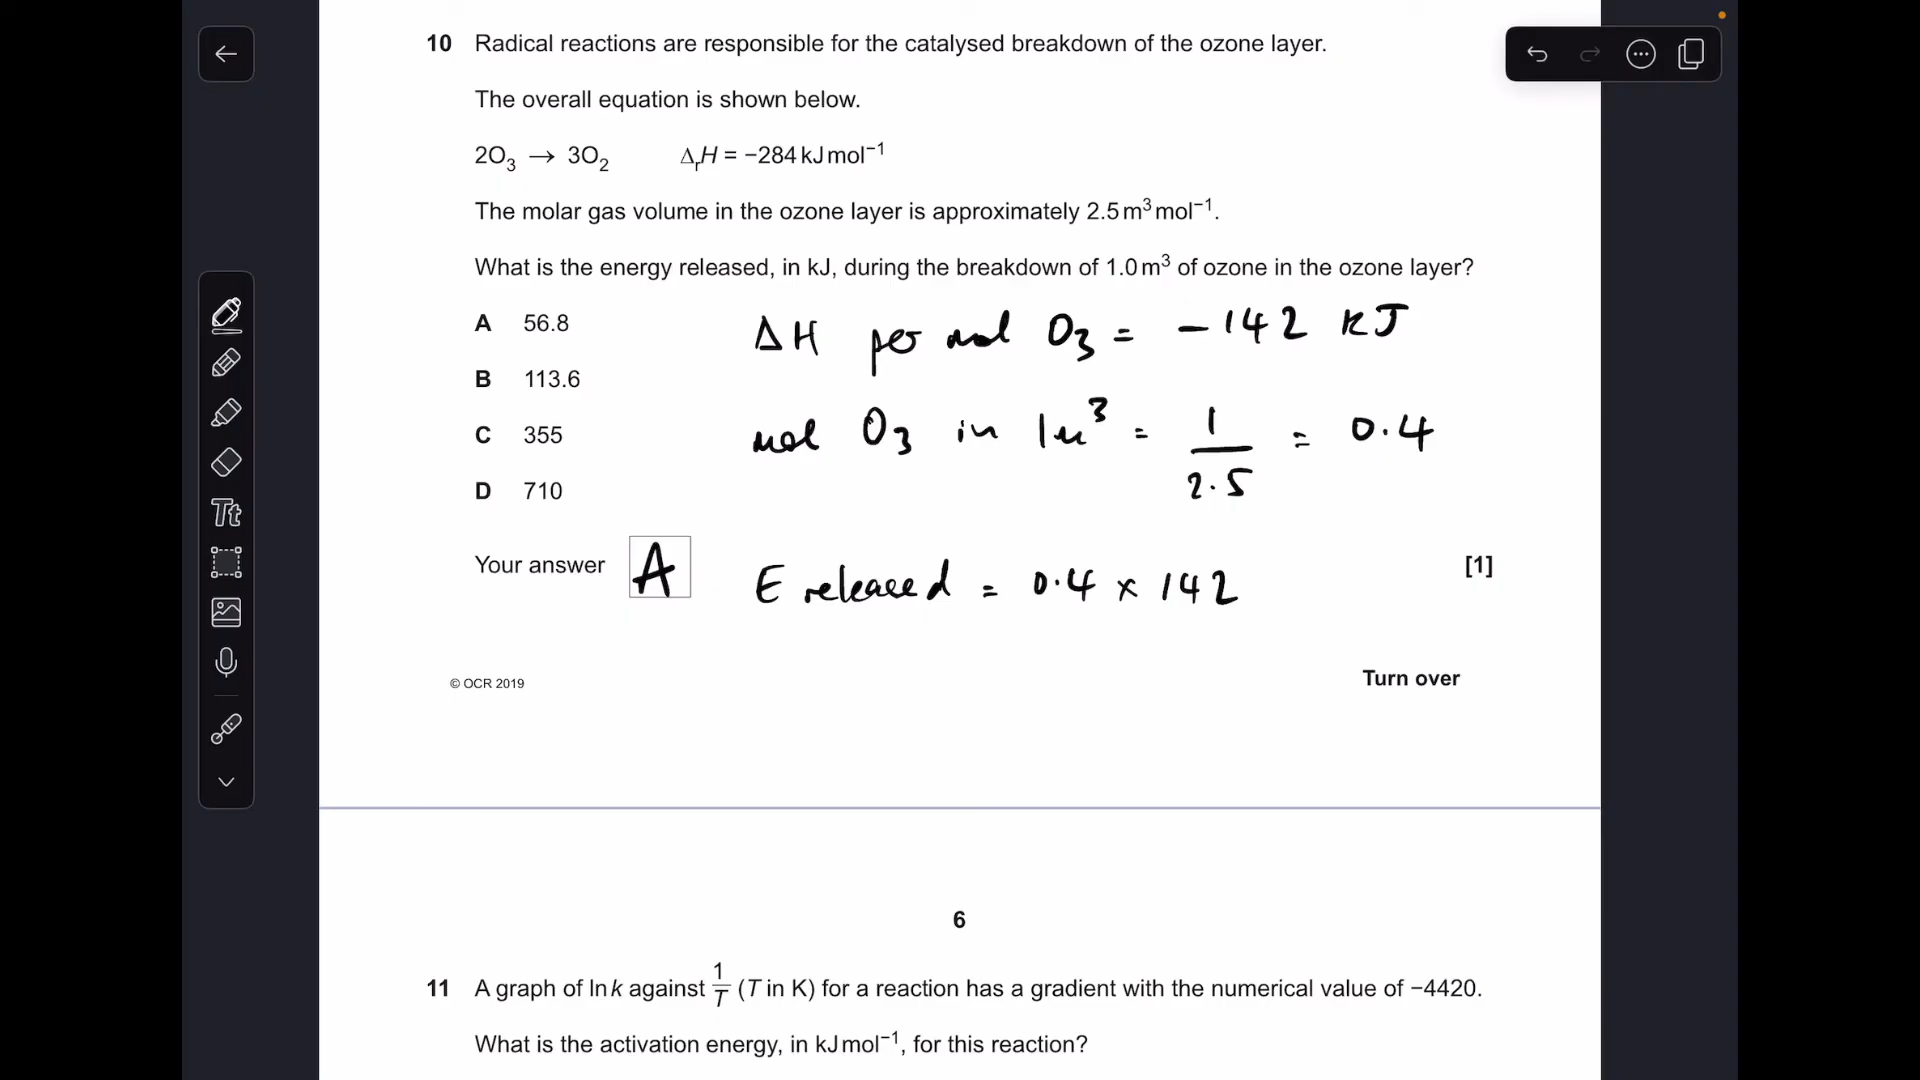 10 Radical reactions are responsible for the catalysed breakdown of the ozone layer.
The overall equation is shown below.
2O₃ → 3O₂ ΔᵣH = −284 kJ mol⁻¹
The molar gas volume in the ozone layer is approximately 2.5 m³ mol⁻¹.
What is the energy released, in kJ, during the breakdown of 1.0 m³ of ozone in the ozone layer?
A 56.8
ΔH per mol O₃ = −142 kJ
B 113.6
C 355
mol O₃ in 1m³ = 1/2.5 = 0.4
D 710
Your answer A [1]
E released = 0.4 × 142
© OCR 2019 Turn over
6
11 A graph of ln k against 1/T (T in K) for a reaction has a gradient with the numerical value of −4420.
What is the activation energy, in kJ mol⁻¹, for this reaction?
Tt